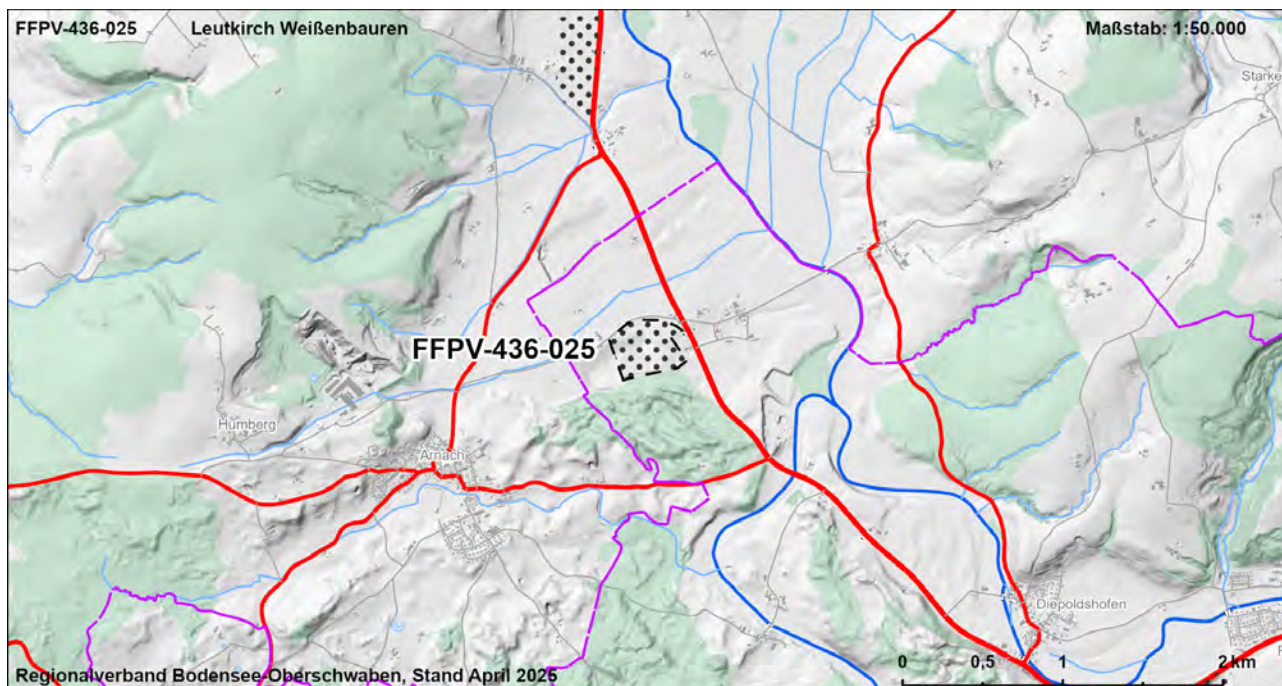 FFPV-436-025 Leutkirch Weißenbauren Maßstab: 1:50.000
Starke
FFPV-436-025
Humberg
Arnach
Diepoldshofen
0 0,5 1 2 km
Regionalverband Bodensee-Oberschwaben, Stand April 2025